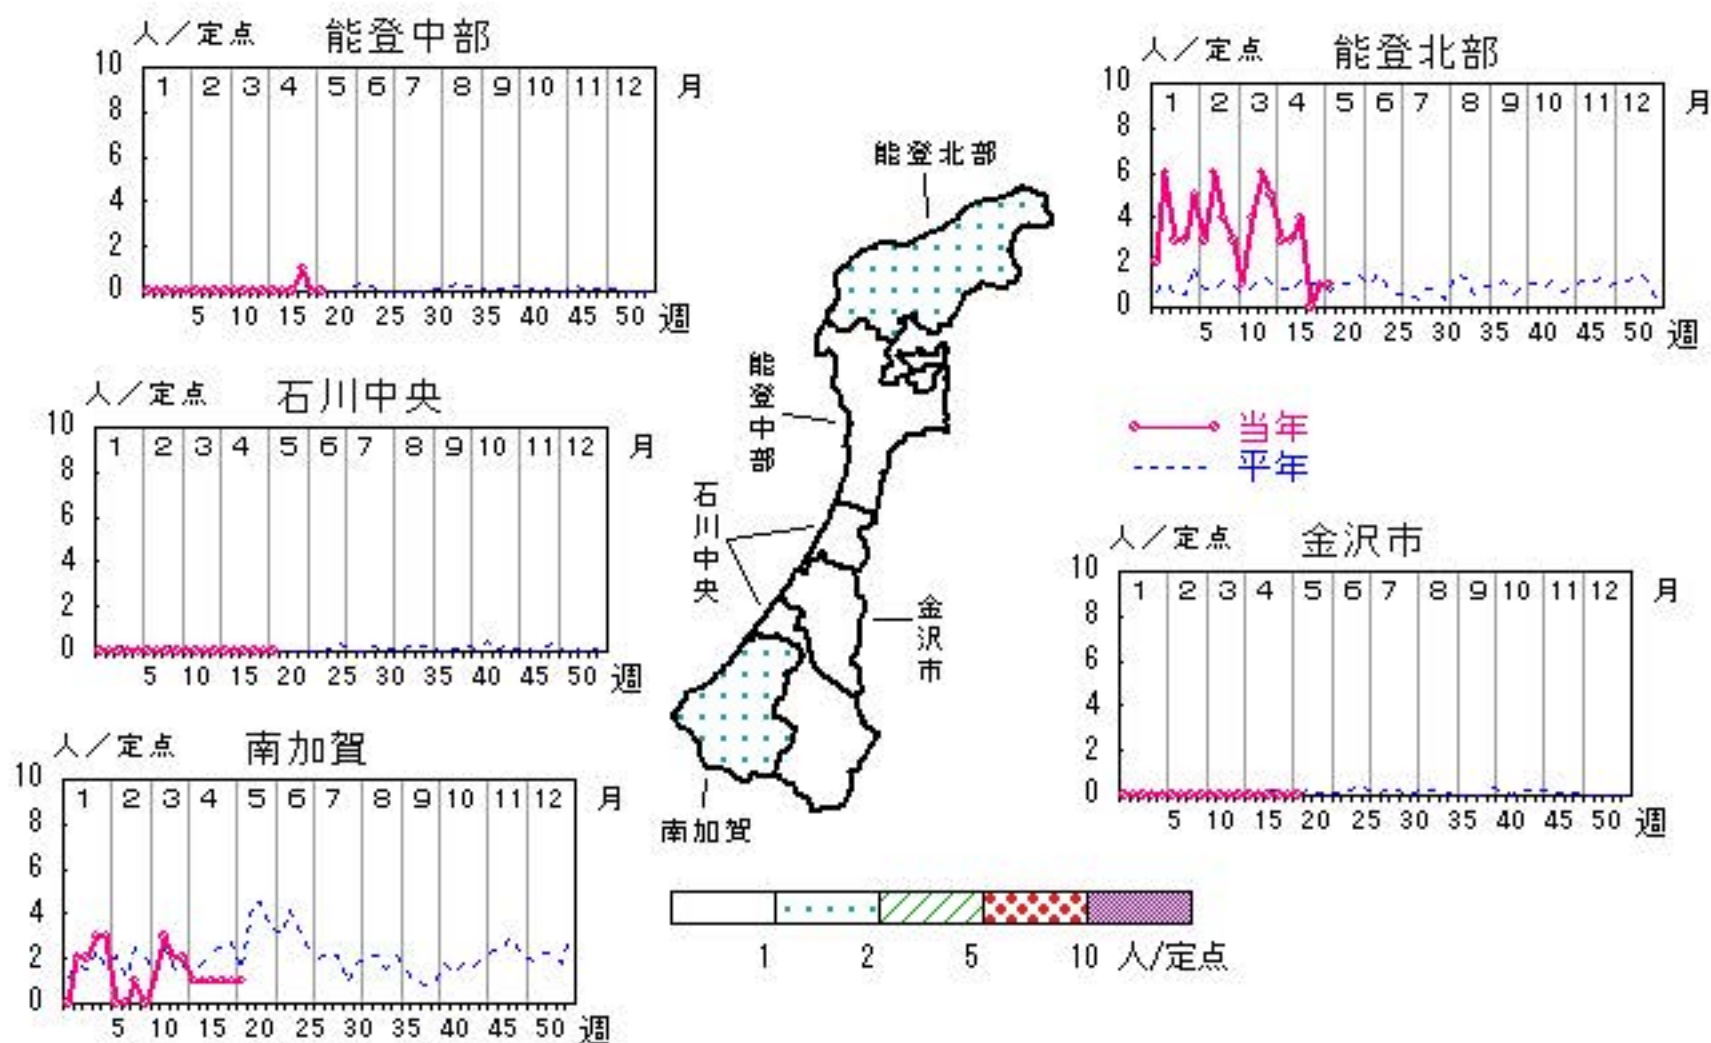 人／定点 能登中部
10 8 6 4 2 0
1 2 3 4 5 6 7 8 9 10 11 12 月
5 10 15 20 25 30 35 40 45 50 週
人／定点 能登北部
10 8 6 4 2 0
1 2 3 4 5 6 7 8 9 10 11 12 月
5 10 15 20 25 30 35 40 45 50 週
人／定点 石川中央
10 8 6 4 2 0
1 2 3 4 5 6 7 8 9 10 11 12 月
5 10 15 20 25 30 35 40 45 50 週
能登北部
能登中部
石川中央
金沢市
南加賀
当年
平年
人／定点 金沢市
10 8 6 4 2 0
1 2 3 4 5 6 7 8 9 10 11 12 月
5 10 15 20 25 30 35 40 45 50 週
人／定点 南加賀
10 8 6 4 2 0
1 2 3 4 5 6 7 8 9 10 11 12 月
5 10 15 20 25 30 35 40 45 50 週
1 2 5 10 人/定点